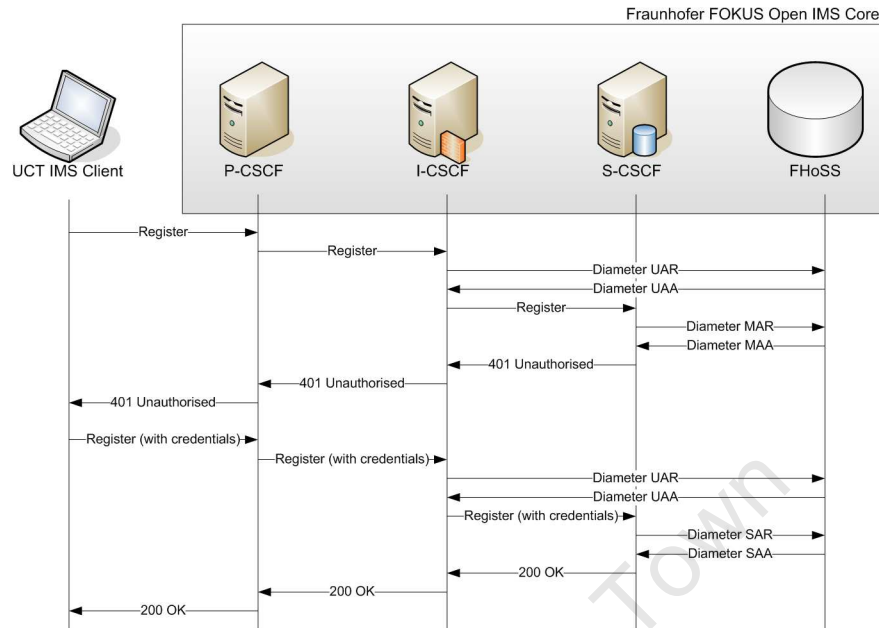 Fraunhofer FOKUS Open IMS Core
UCT IMS Client
P-CSCF
I-CSCF
S-CSCF
FHoSS
Register
Register
Diameter UAR
Diameter UAA
Register
Diameter MAR
Diameter MAA
401 Unauthorised
401 Unauthorised
401 Unauthorised
Register (with credentials)
Register (with credentials)
Diameter UAR
Diameter UAA
Register (with credentials)
Diameter SAR
Diameter SAA
200 OK
200 OK
200 OK
Town